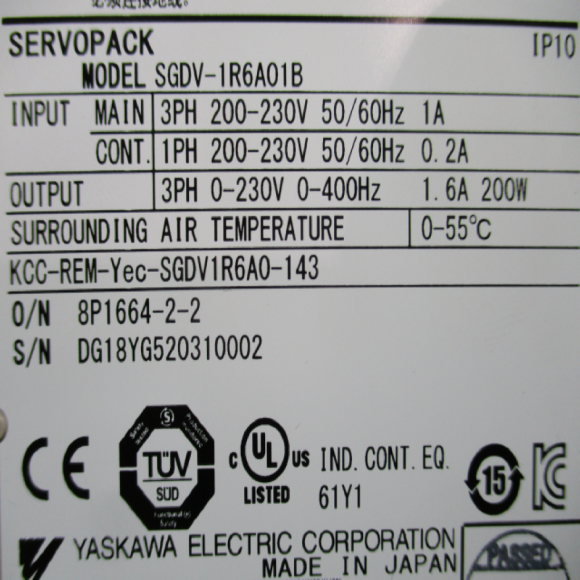 SERVOPACK IP10
MODEL SGDV-1R6A01B
INPUT MAIN 3PH 200-230V 50/60Hz 1A
CONT. 1PH 200-230V 50/60Hz 0.2A
OUTPUT 3PH 0-230V 0-400Hz 1.6A 200W
SURROUNDING AIR TEMPERATURE 0-55℃
KCC-REM-Yec-SGDV1R6A0-143
O/N 8P1664-2-2
S/N DG18YG520310002
CE
TÜV
SÜD
c UL US
LISTED
IND. CONT. EQ.
61Y1
15
KC
YASKAWA ELECTRIC CORPORATION
MADE IN JAPAN
PASSED